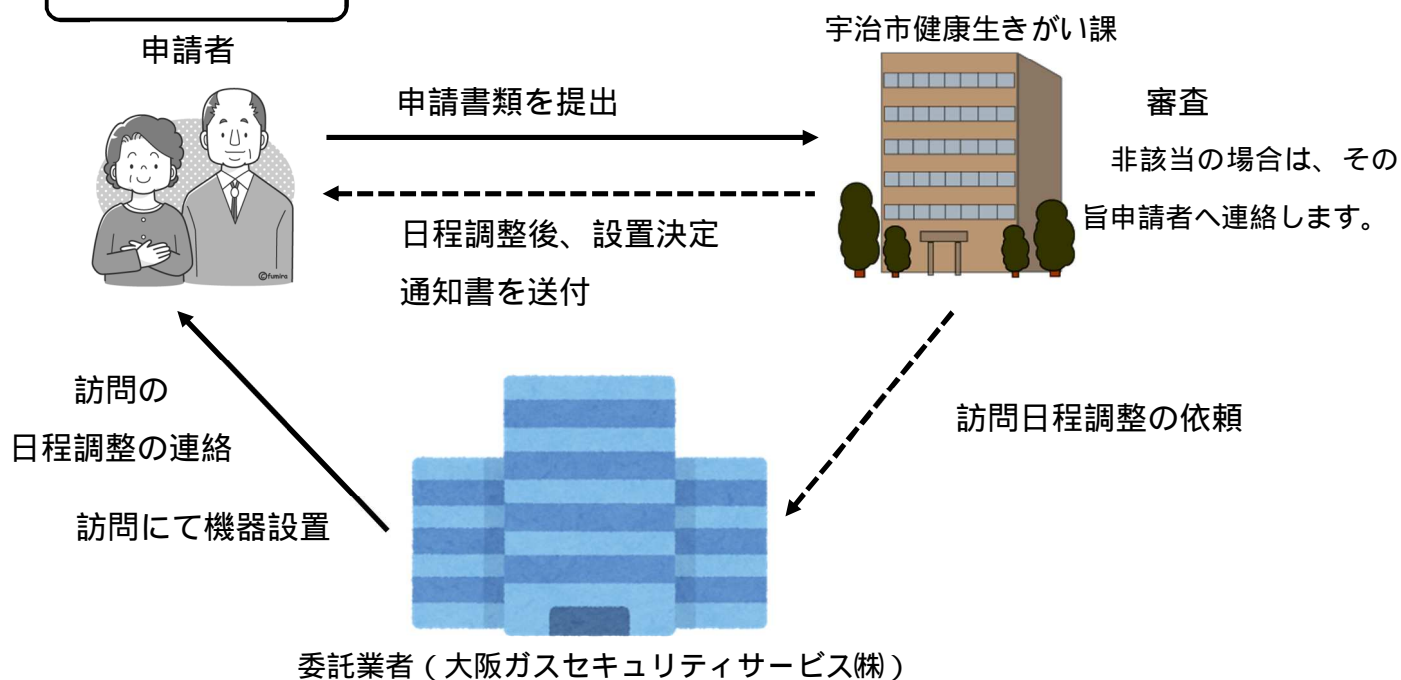 申請者
宇治市健康生きがい課
申請書類を提出
審査
非該当の場合は、その
旨申請者へ連絡します。
日程調整後、設置決定
通知書を送付
©fumira
訪問の
日程調整の連絡
訪問日程調整の依頼
訪問にて機器設置
委託業者(大阪ガスセキュリティサービス㈱)